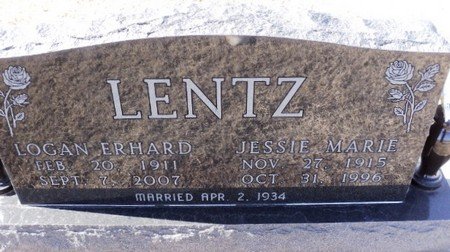 LENTZ
LOGAN ERHARD JESSIE MARIE
FEB. 20, 1911 NOV. 27, 1915
SEPT. 7, 2007 OCT. 31, 1996
MARRIED APR. 2, 1934